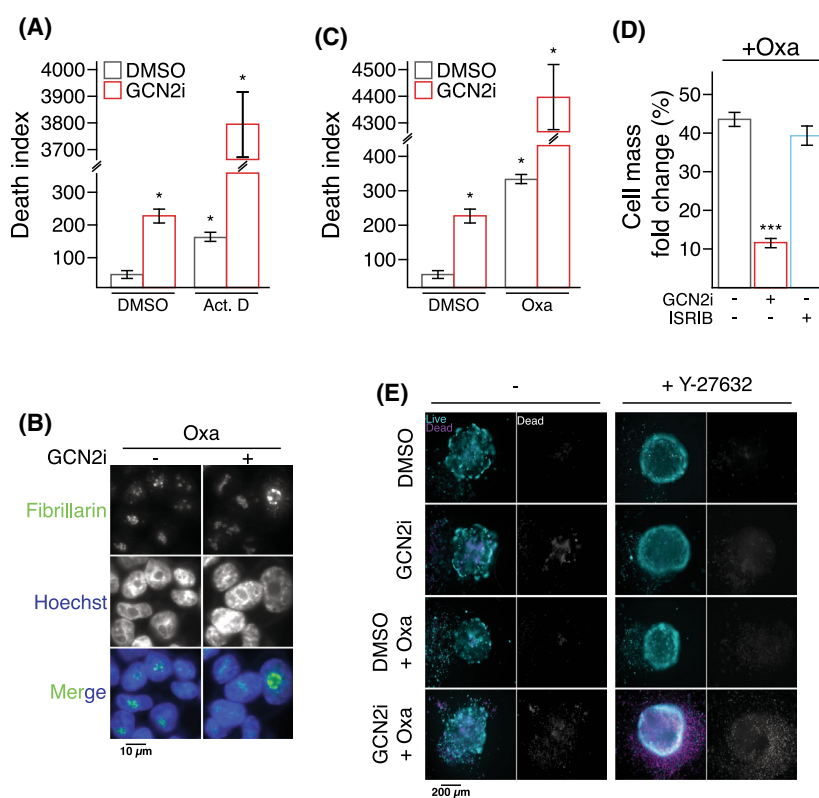 (A)
Death index
4000
3900
3800
3700
200
100
DMSO
GCN2i
*
*
*
DMSO
Act. D
(C)
Death index
4500
4400
4300
400
300
200
100
DMSO
GCN2i
*
*
*
DMSO
Oxa
(D)
+Oxa
Cell mass
fold change (%)
50
40
30
20
10
***
GCN2i - + -
ISRIB - - +
(B)
Oxa
GCN2i - +
Fibrillarin
Hoechst
Merge
10 µm
(E)
- + Y-27632
Live
Dead
Dead
DMSO
GCN2i
DMSO
+ Oxa
GCN2i
+ Oxa
200 µm